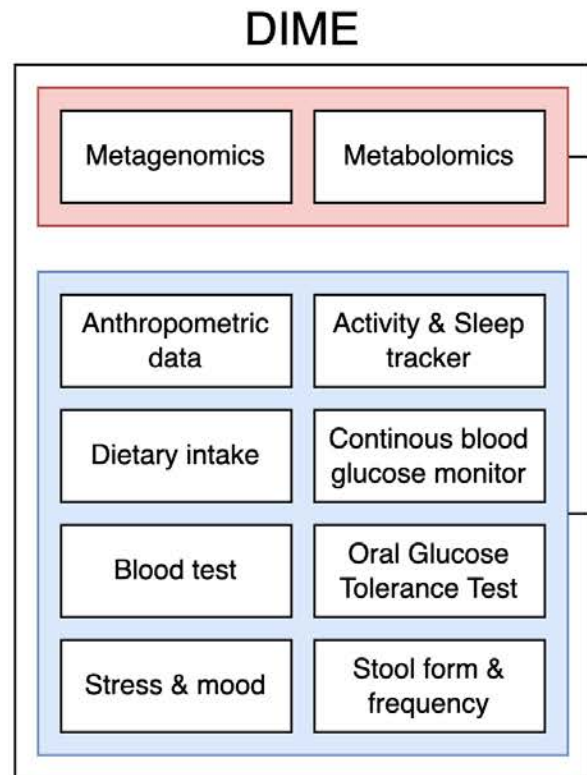 DIME
Metagenomics
Metabolomics
Anthropometric
data
Activity & Sleep
tracker
Dietary intake
Continous blood
glucose monitor
Blood test
Oral Glucose
Tolerance Test
Stress & mood
Stool form &
frequency